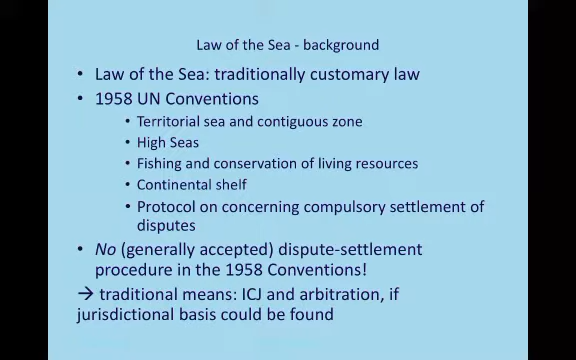 Law of the Sea - background
• Law of the Sea: traditionally customary law
• 1958 UN Conventions
• Territorial sea and contiguous zone
• High Seas
• Fishing and conservation of living resources
• Continental shelf
• Protocol on concerning compulsory settlement of
disputes
• No (generally accepted) dispute-settlement
procedure in the 1958 Conventions!
→ traditional means: ICJ and arbitration, if
jurisdictional basis could be found